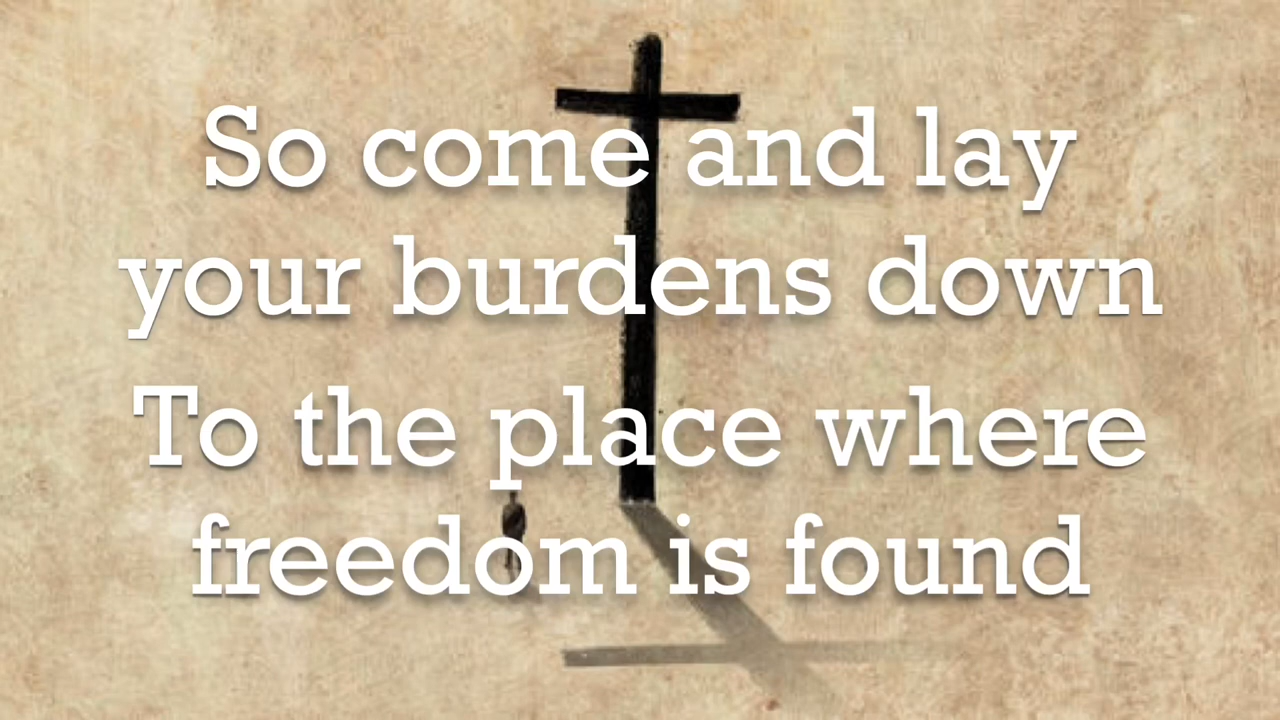 So come and lay
your burdens down
To the place where
freedom is found